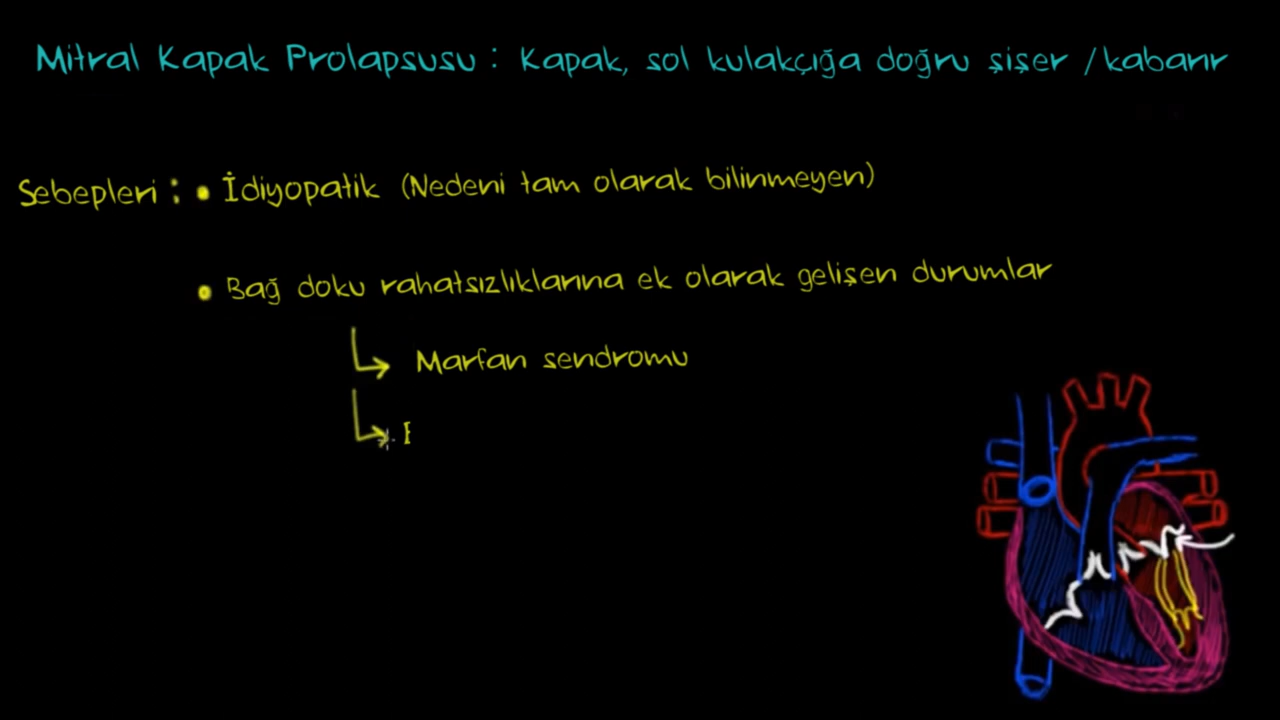 Mitral Kapak Prolapsusu : Kapak, sol kulakçığa doğru şişer / kabarır
Sebepleri : • İdiyopatik (Nedeni tam olarak bilinmeyen)
• Bağ doku rahatsızlıklarına ek olarak gelişen durumlar
Marfan sendromu